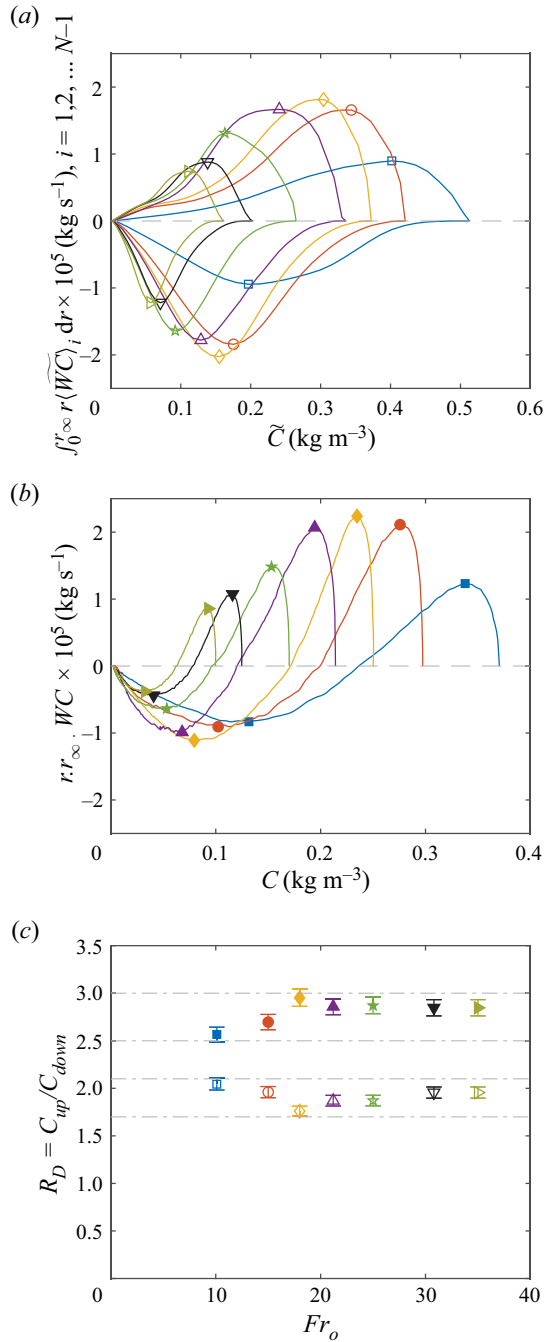 (a)
∫₀^r∞ r⟨W͠C⟩ᵢ dr × 10⁵ (kg s⁻¹), i = 1,2, ... N–1
2
1
0
–1
–2
0 0.1 0.2 0.3 0.4 0.5 0.6
C̃ (kg m⁻³)
(b)
r.r∞ . WC × 10⁵ (kg s⁻¹)
2
1
0
–1
–2
0 0.1 0.2 0.3 0.4
C (kg m⁻³)
(c)
R_D = C_up/C_down
3.5
3.0
2.5
2.0
1.5
1.0
0.5
0 10 20 30 40
Fr_o